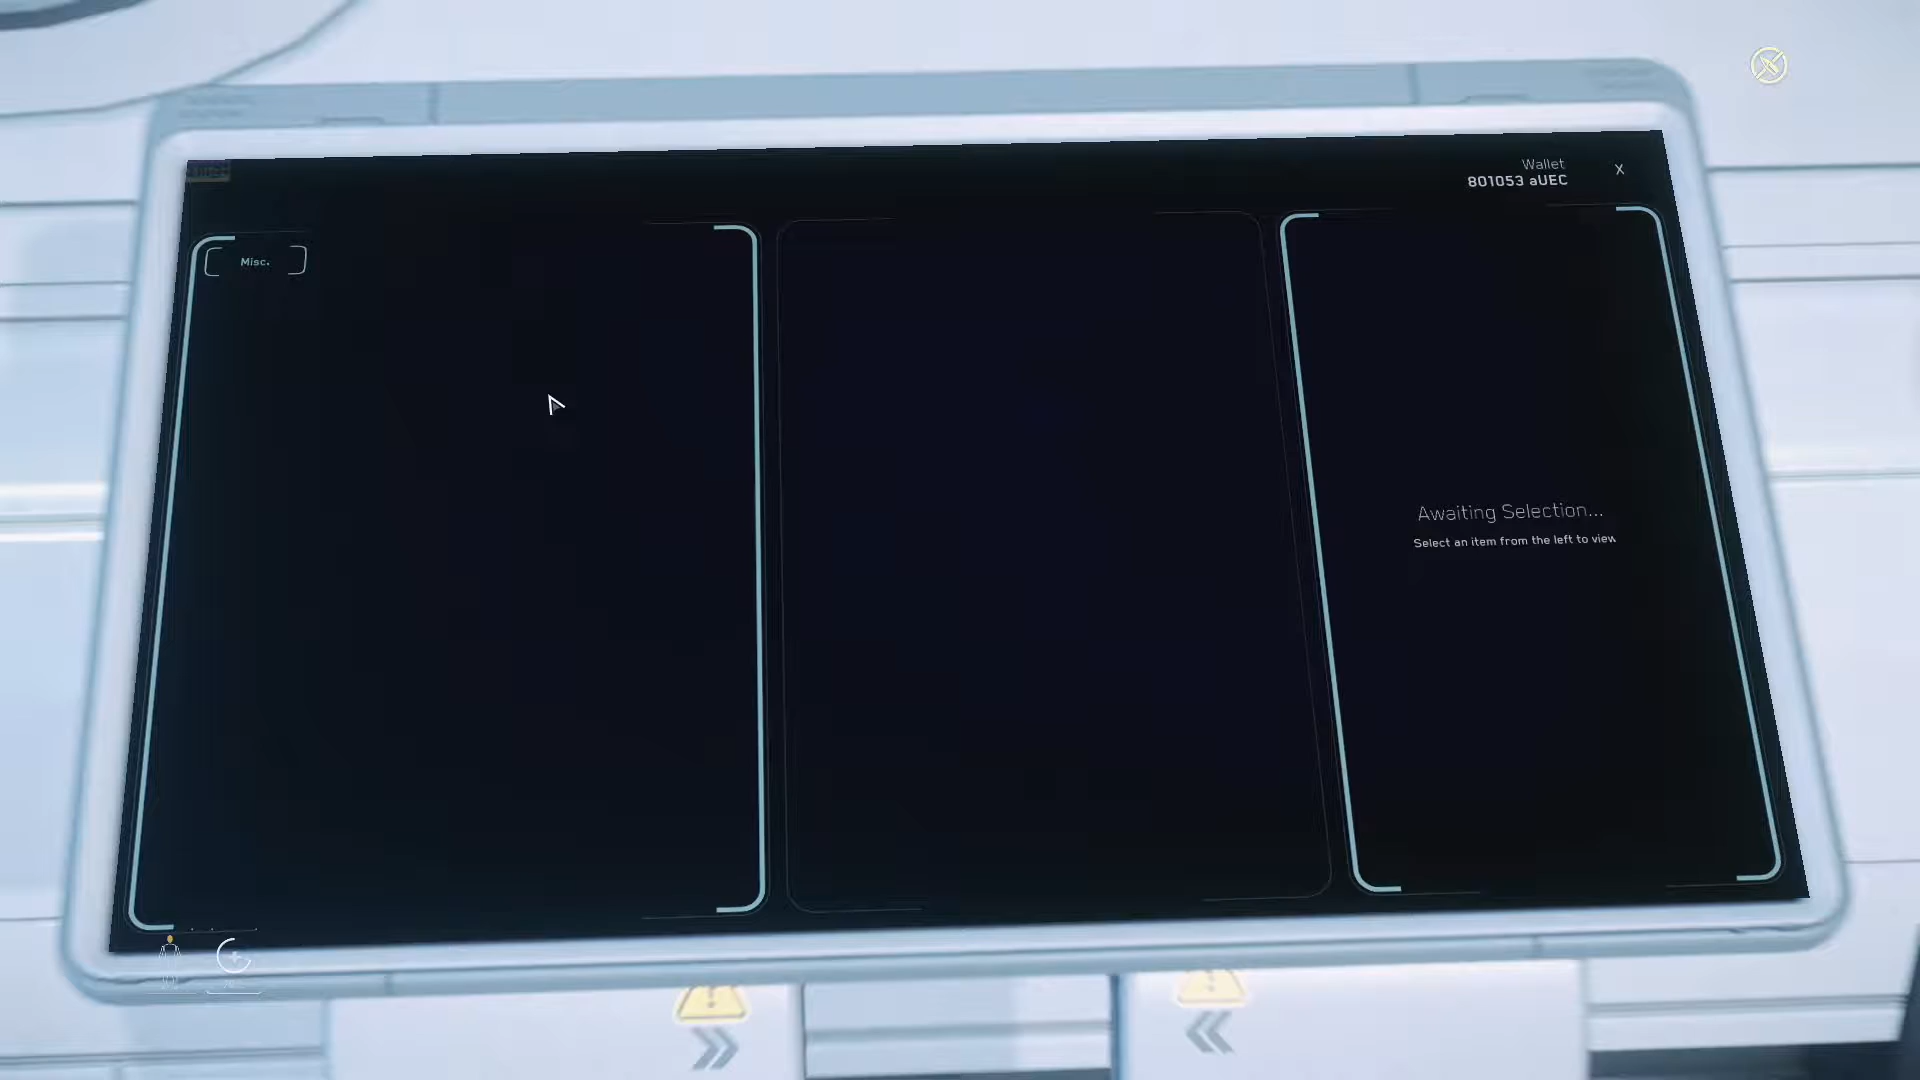 Wallet
801053 aUEC
X
Misc.
Awaiting Selection...
Select an item from the left to view